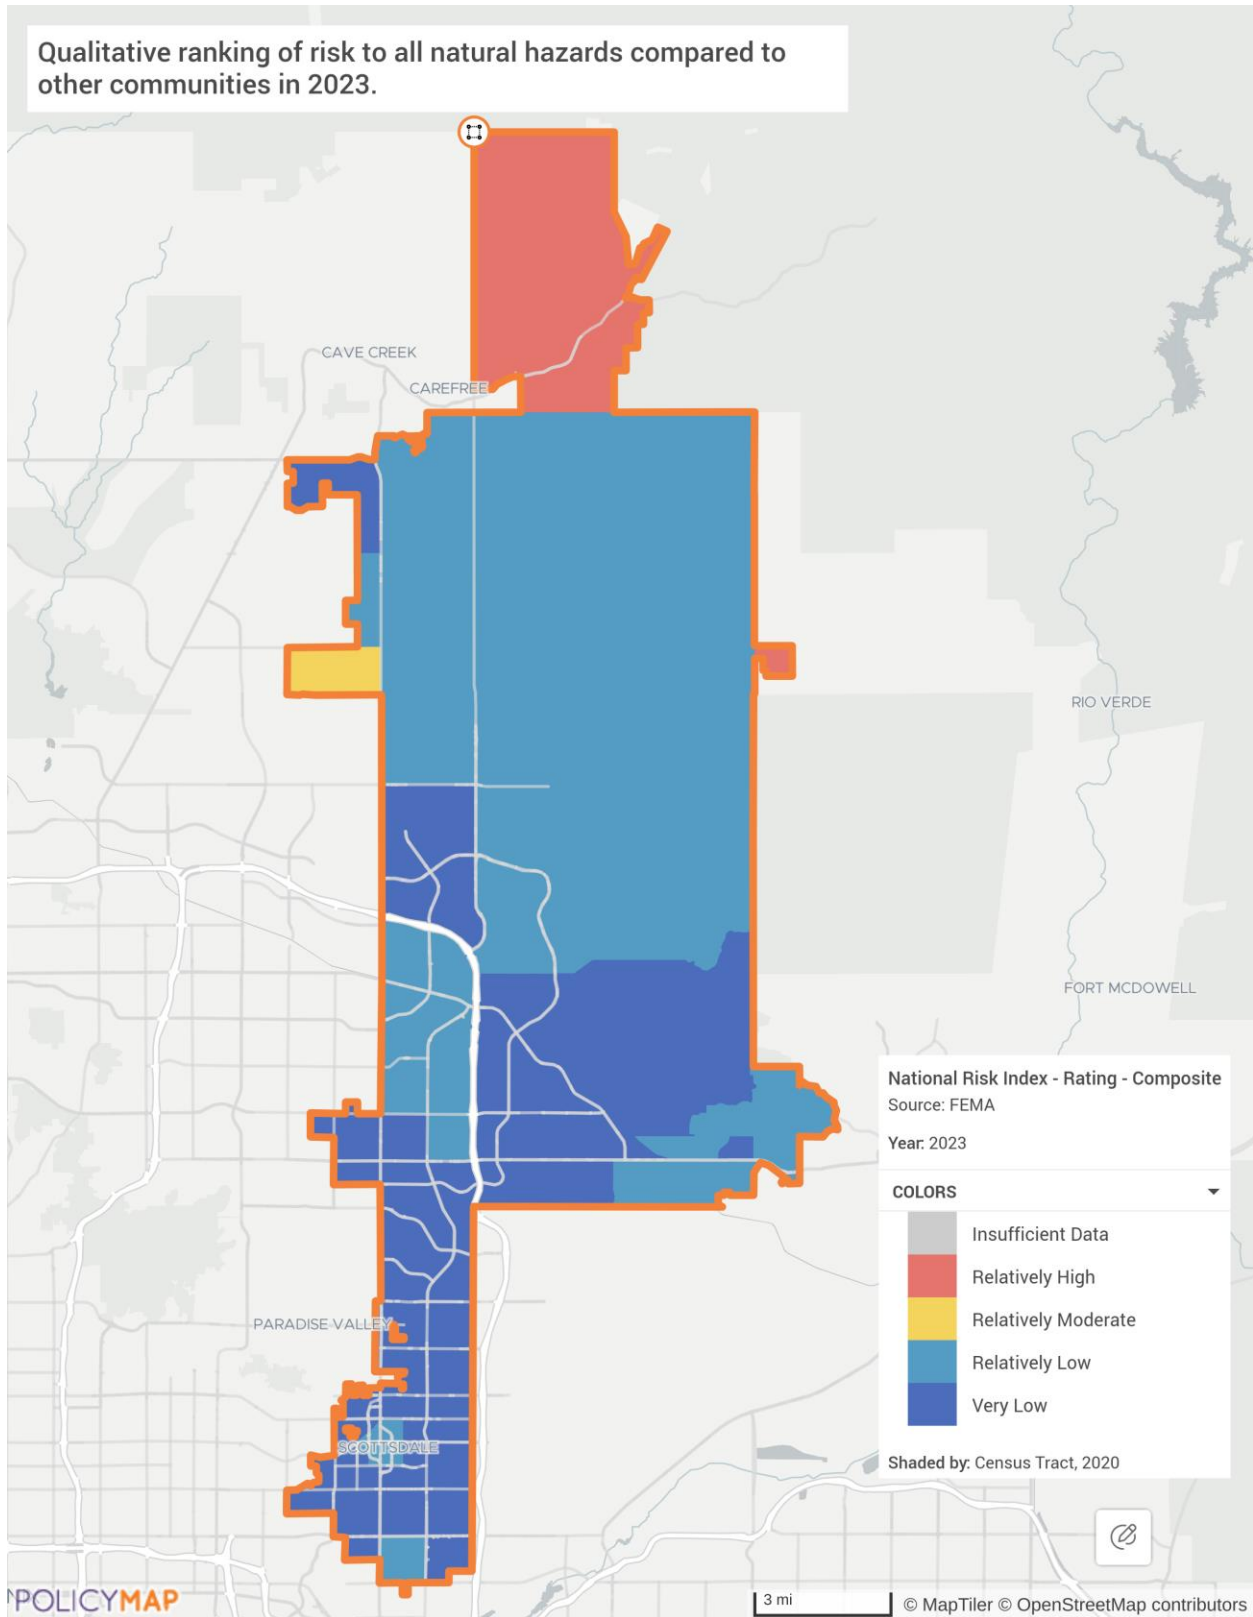 Qualitative ranking of risk to all natural hazards compared to
other communities in 2023.
CAVE CREEK
CAREFREE
RIO VERDE
FORT MCDOWELL
National Risk Index - Rating - Composite
Source: FEMA
Year: 2023
COLORS
Insufficient Data
Relatively High
Relatively Moderate
Relatively Low
Very Low
Shaded by: Census Tract, 2020
PARADISE VALLEY
SCOTTSDALE
POLICYMAP
3 mi
© MapTiler © OpenStreetMap contributors